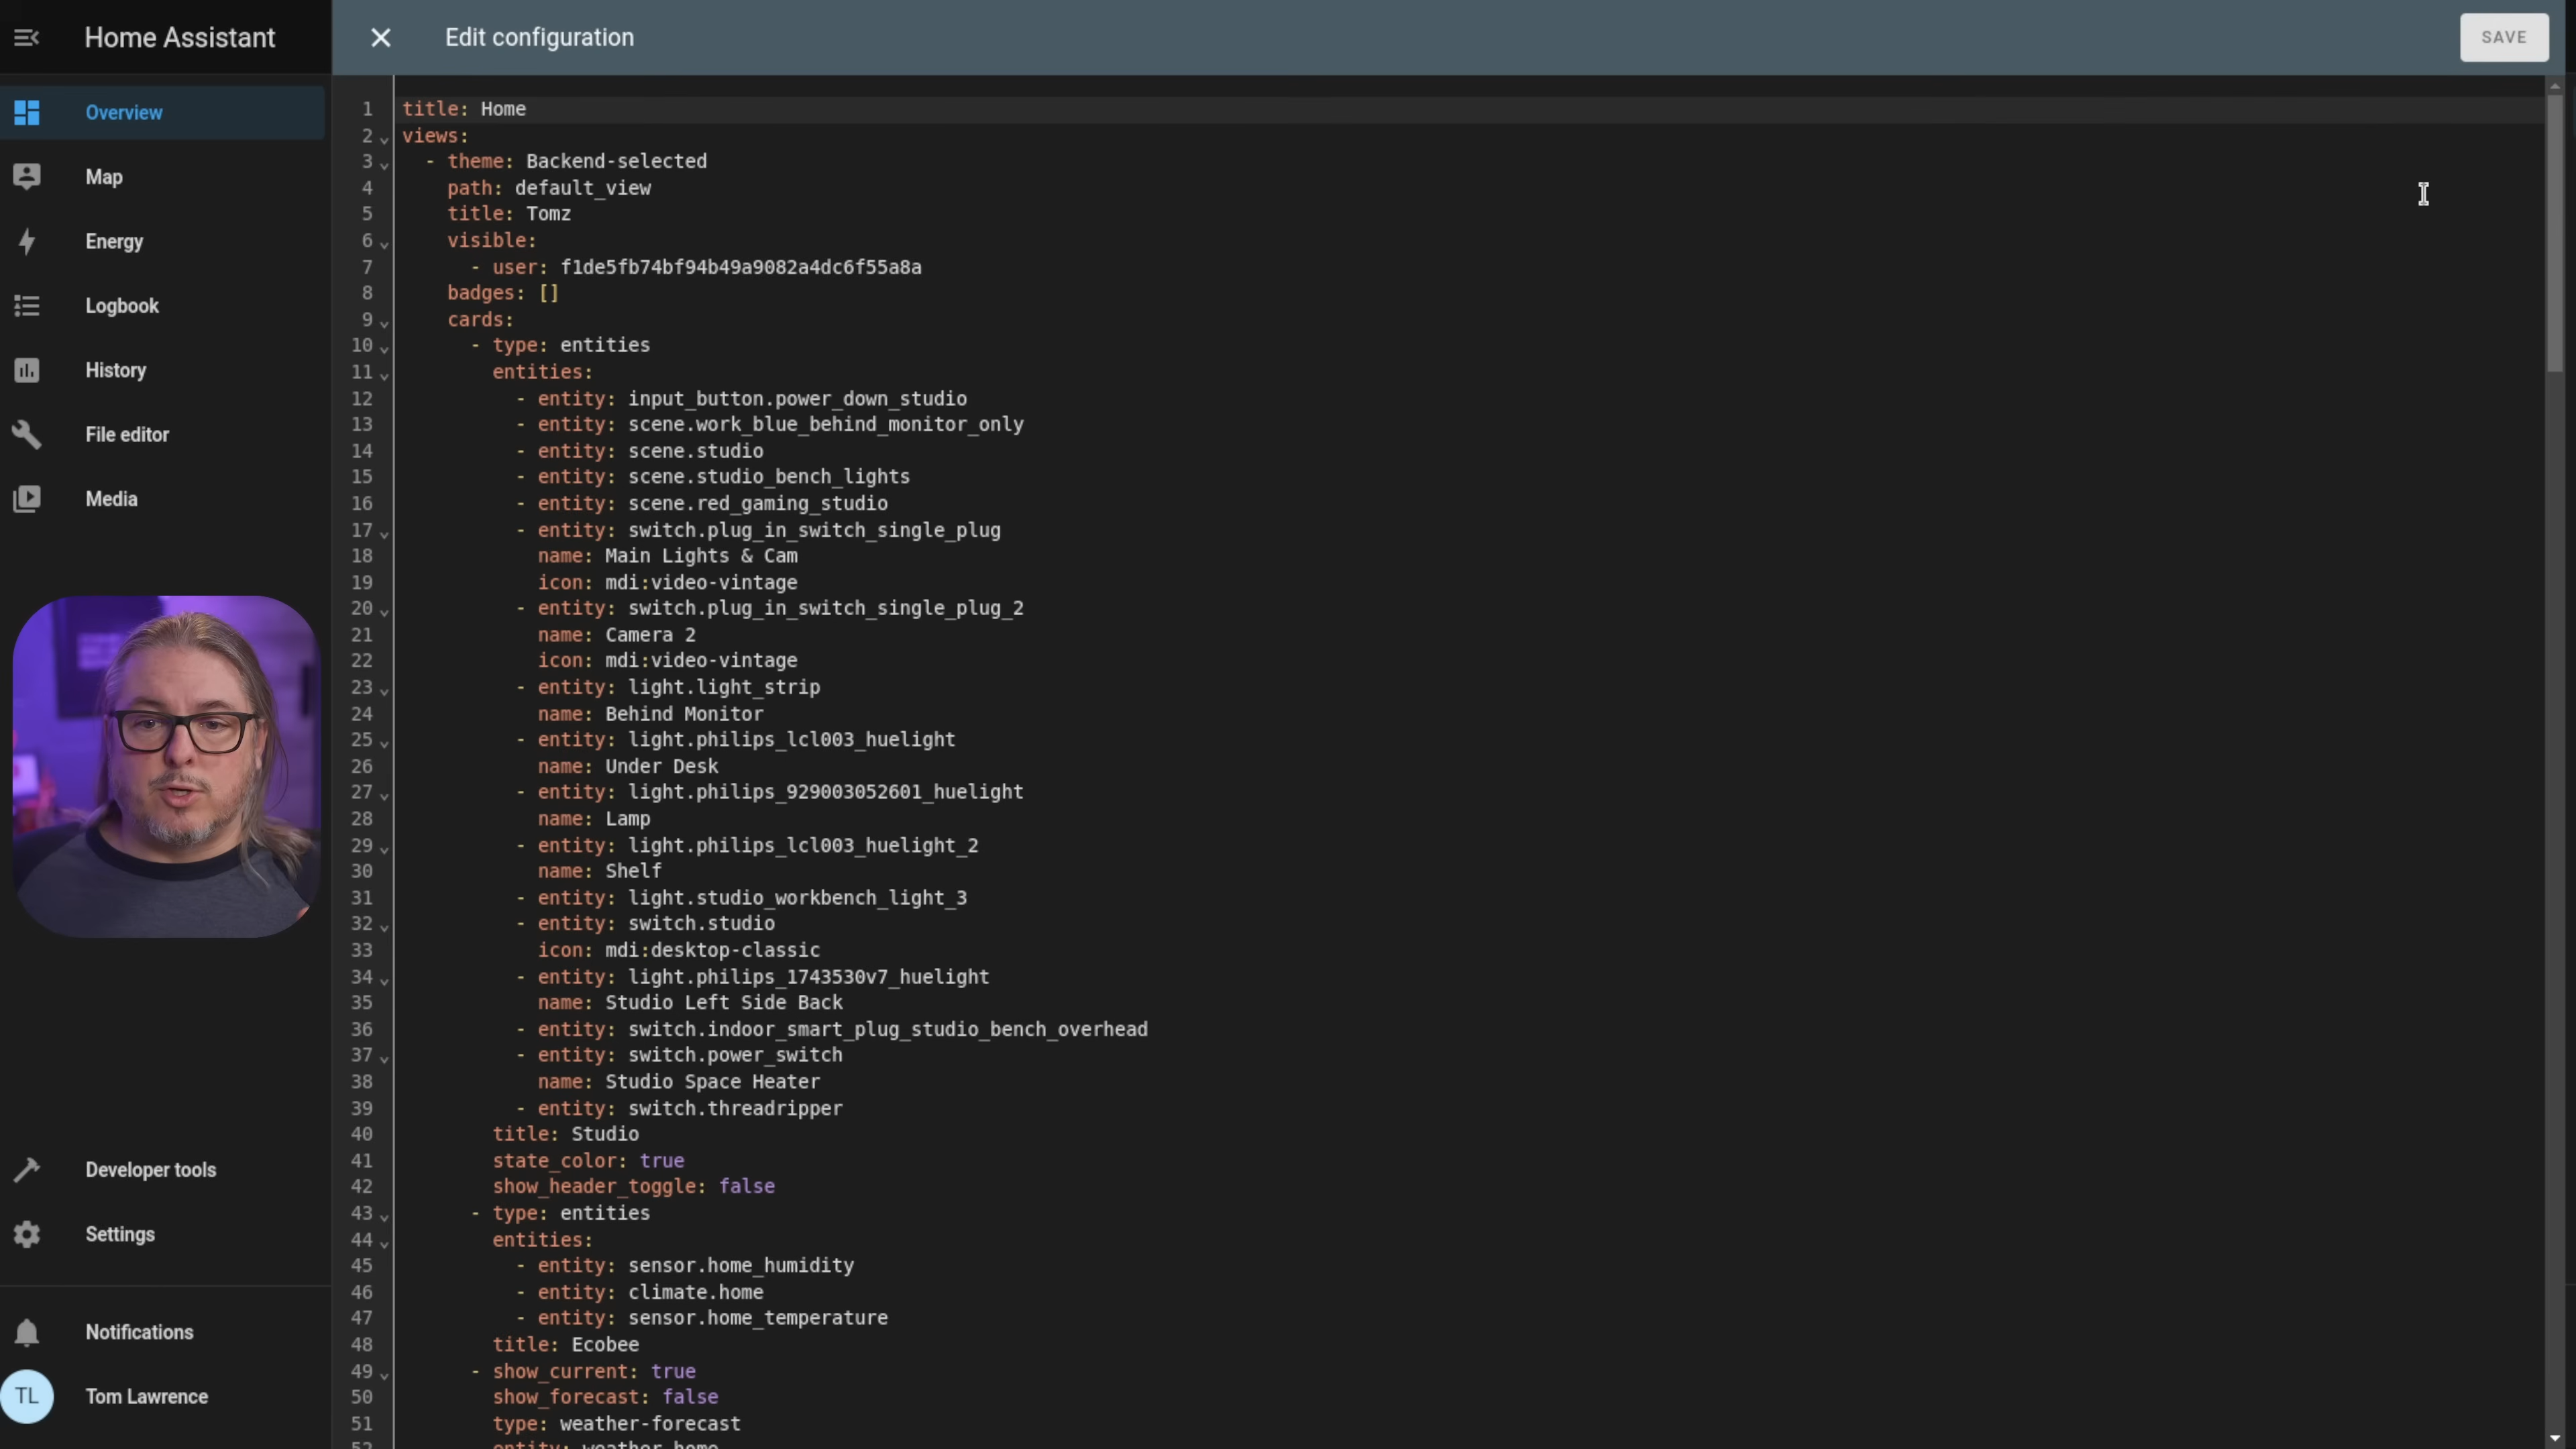 Home Assistant
Edit configuration
SAVE
Overview
Map
Energy
Logbook
History
File editor
Media
Developer tools
Settings
Notifications
TL
Tom Lawrence
1 title: Home
2 views:
3   - theme: Backend-selected
4     path: default_view
5     title: Tomz
6     visible:
7       - user: f1de5fb74bf94b49a9082a4dc6f55a8a
8     badges: []
9     cards:
10       - type: entities
11         entities:
12           - entity: input_button.power_down_studio
13           - entity: scene.work_blue_behind_monitor_only
14           - entity: scene.studio
15           - entity: scene.studio_bench_lights
16           - entity: scene.red_gaming_studio
17           - entity: switch.plug_in_switch_single_plug
18             name: Main Lights & Cam
19             icon: mdi:video-vintage
20           - entity: switch.plug_in_switch_single_plug_2
21             name: Camera 2
22             icon: mdi:video-vintage
23           - entity: light.light_strip
24             name: Behind Monitor
25           - entity: light.philips_lcl003_huelight
26             name: Under Desk
27           - entity: light.philips_929003052601_huelight
28             name: Lamp
29           - entity: light.philips_lcl003_huelight_2
30             name: Shelf
31           - entity: light.studio_workbench_light_3
32           - entity: switch.studio
33             icon: mdi:desktop-classic
34           - entity: light.philips_1743530v7_huelight
35             name: Studio Left Side Back
36           - entity: switch.indoor_smart_plug_studio_bench_overhead
37           - entity: switch.power_switch
38             name: Studio Space Heater
39           - entity: switch.threadripper
40         title: Studio
41         state_color: true
42         show_header_toggle: false
43       - type: entities
44         entities:
45           - entity: sensor.home_humidity
46           - entity: climate.home
47           - entity: sensor.home_temperature
48         title: Ecobee
49       - show_current: true
50         show_forecast: false
51         type: weather-forecast
52         entity: weather.home